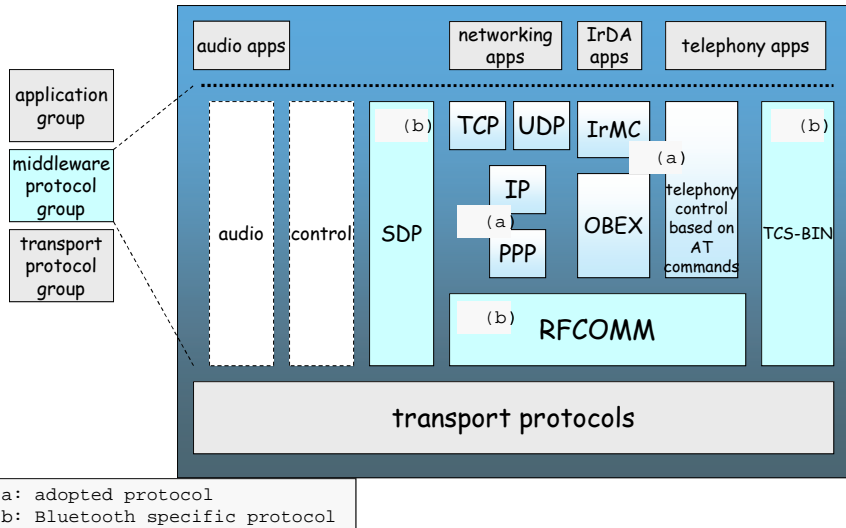 audio apps
networking
apps
IrDA
apps
telephony apps
application
group
middleware
protocol
group
transport
protocol
group
audio
control
(b)
SDP
TCP
UDP
IP
(a)
PPP
IrMC
(a)
OBEX
telephony
control
based on
AT
commands
(b)
TCS-BIN
(b)
RFCOMM
transport protocols
a: adopted protocol
b: Bluetooth specific protocol